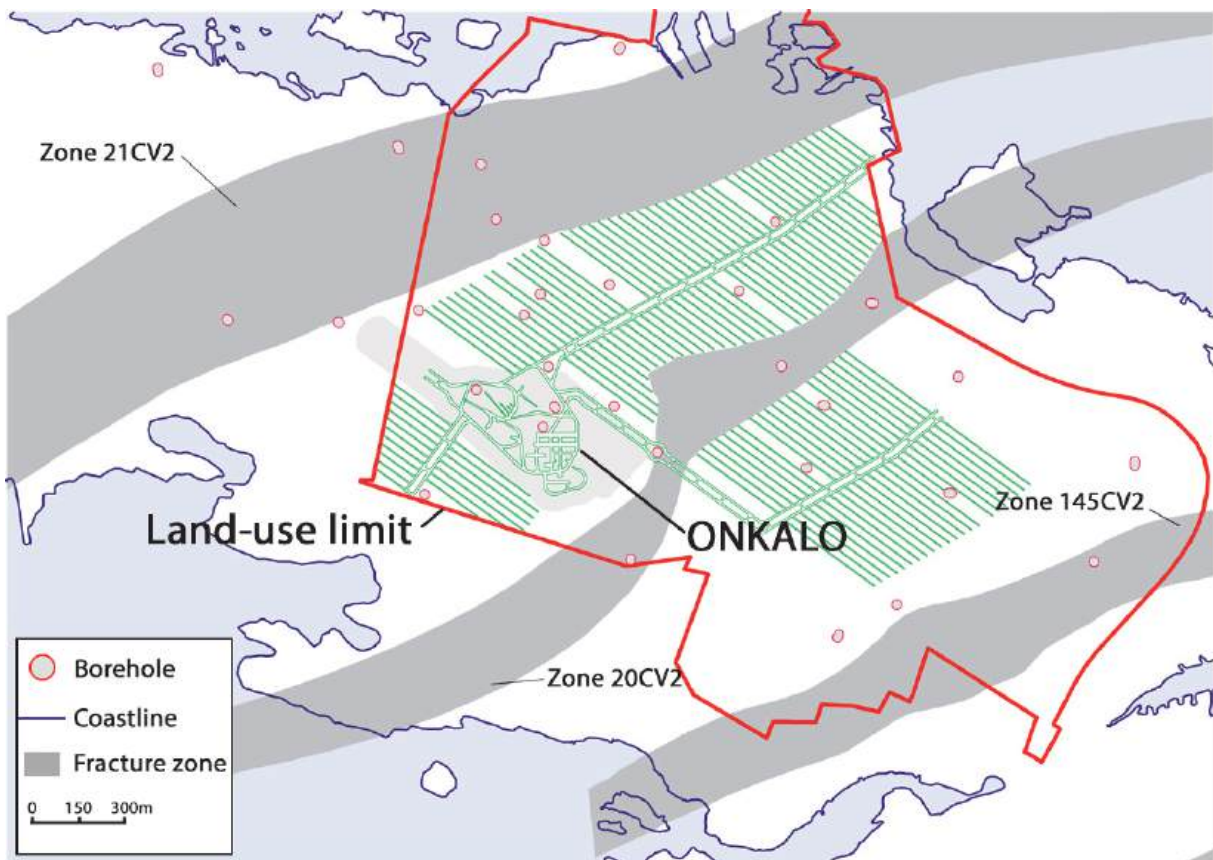 Zone 21CV2
Land-use limit
ONKALO
Zone 145CV2
Zone 20CV2
Borehole
Coastline
Fracture zone
0 150 300m